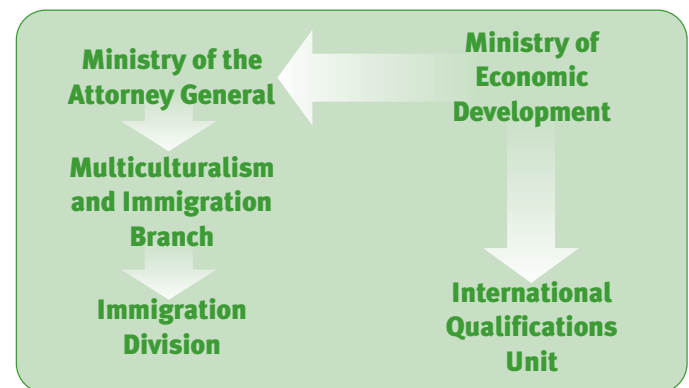 Ministry of the
Attorney General
Multiculturalism
and Immigration
Branch
Immigration
Division
Ministry of
Economic
Development
International
Qualifications
Unit